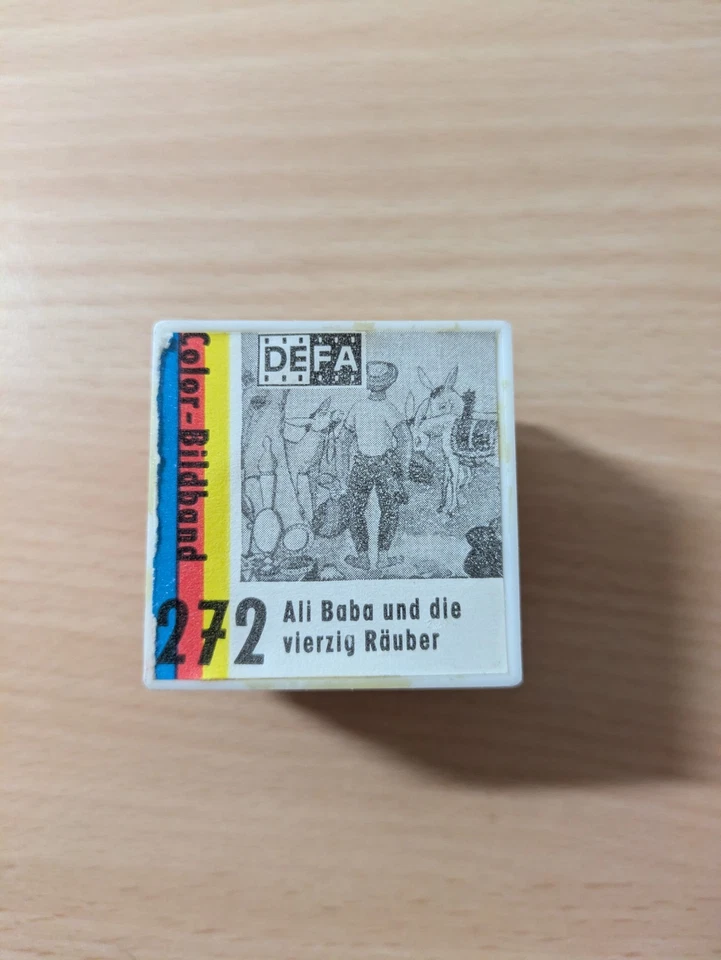 DEFA
Color-Bildband
272
Ali Baba und die
vierzig Räuber